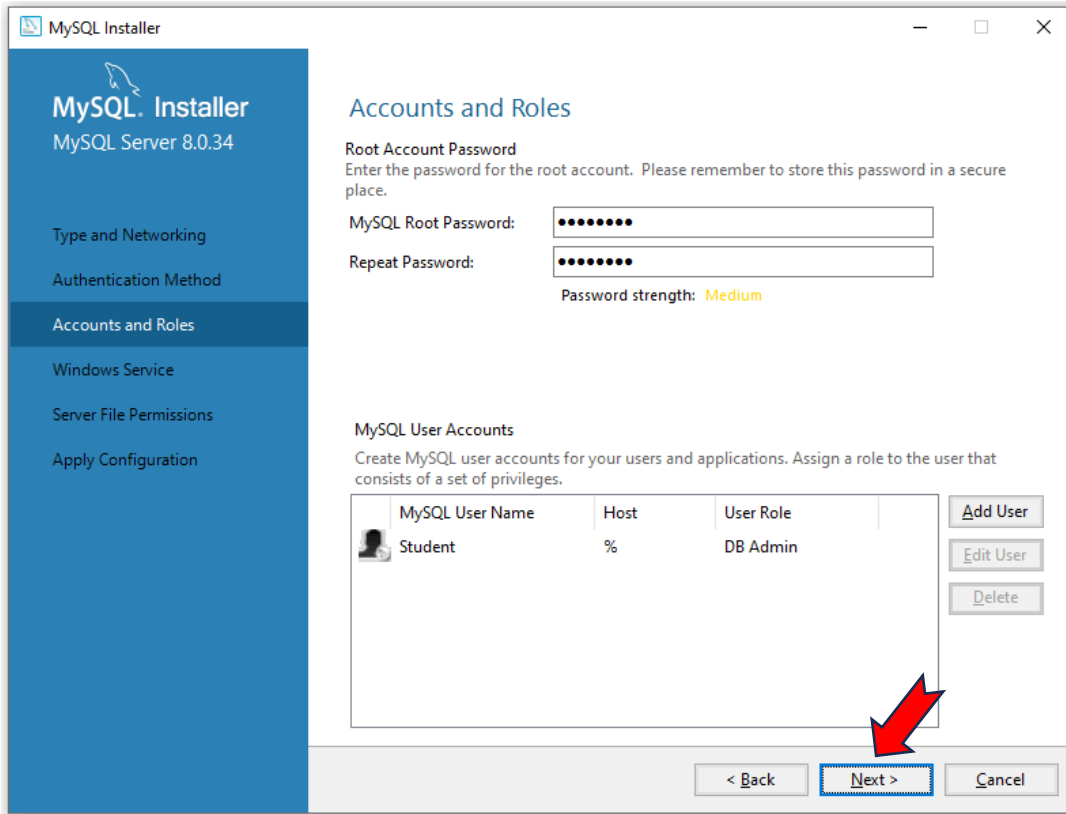 MySQL Installer
MySQL. Installer
MySQL Server 8.0.34
Type and Networking
Authentication Method
Accounts and Roles
Windows Service
Server File Permissions
Apply Configuration
Accounts and Roles
Root Account Password
Enter the password for the root account.  Please remember to store this password in a secure
place.
MySQL Root Password: ●●●●●●●●
Repeat Password: ●●●●●●●●
Password strength: Medium
MySQL User Accounts
Create MySQL user accounts for your users and applications. Assign a role to the user that
consists of a set of privileges.
MySQL User Name Host User Role
Student % DB Admin
Add User
Edit User
Delete
< Back Next > Cancel